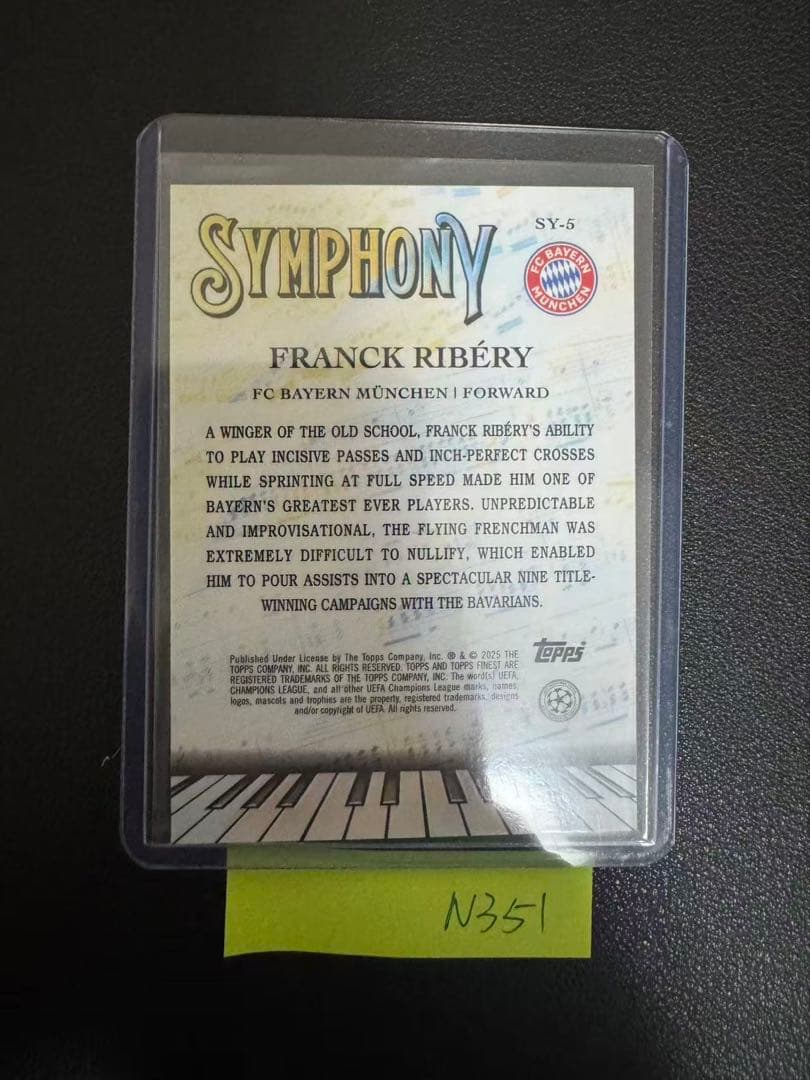 SYMPHONY
SY-5
FC BAYERN
MÜNCHEN
FRANCK RIBÉRY
FC BAYERN MÜNCHEN | FORWARD
A WINGER OF THE OLD SCHOOL, FRANCK RIBÉRY'S ABILITY
TO PLAY INCISIVE PASSES AND INCH-PERFECT CROSSES
WHILE SPRINTING AT FULL SPEED MADE HIM ONE OF
BAYERN'S GREATEST EVER PLAYERS. UNPREDICTABLE
AND IMPROVISATIONAL, THE FLYING FRENCHMAN WAS
EXTREMELY DIFFICULT TO NULLIFY, WHICH ENABLED
HIM TO POUR ASSISTS INTO A SPECTACULAR NINE TITLE-
WINNING CAMPAIGNS WITH THE BAVARIANS.
Topps
Published Under License by The Topps Company, Inc. ® & © 2025 THE
TOPPS COMPANY, INC. ALL RIGHTS RESERVED. TOPPS AND TOPPS FINEST ARE
REGISTERED TRADEMARKS OF THE TOPPS COMPANY, INC. The word(s) UEFA,
CHAMPIONS LEAGUE, and all other UEFA Champions League marks, names,
logos, mascots and trophies are the property, registered trademarks, designs
and/or copyright of UEFA. All rights reserved.
N351